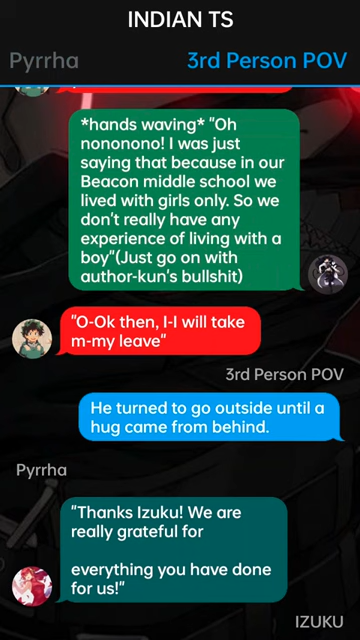 INDIAN TS
Pyrrha
3rd Person POV
*hands waving* "Oh
nonononono! I was just
saying that because in our
Beacon middle school we
lived with girls only. So we
don't really have any
experience of living with a
boy"(Just go on with
author-kun's bullshit)
"O-Ok then, I-I will take
m-my leave"
3rd Person POV
He turned to go outside until a
hug came from behind.
Pyrrha
"Thanks Izuku! We are
really grateful for
everything you have done
for us!"
IZUKU